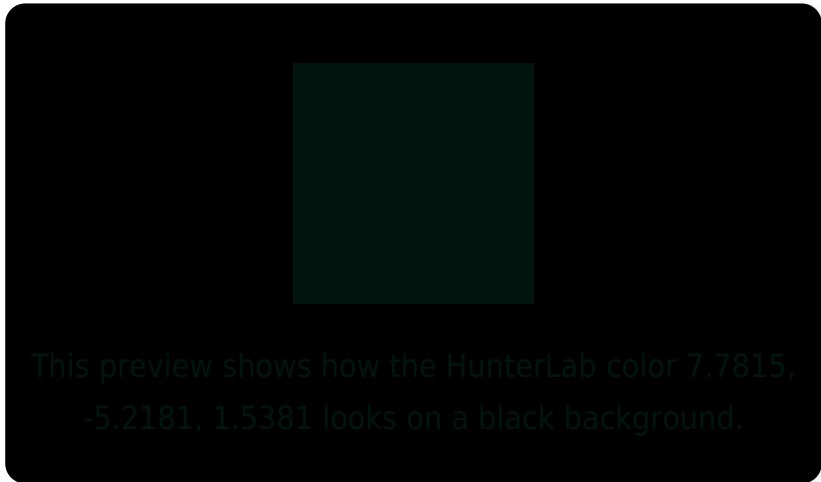 This preview shows how the HunterLab color 7.7815,
-5.2181, 1.5381 looks on a black background.